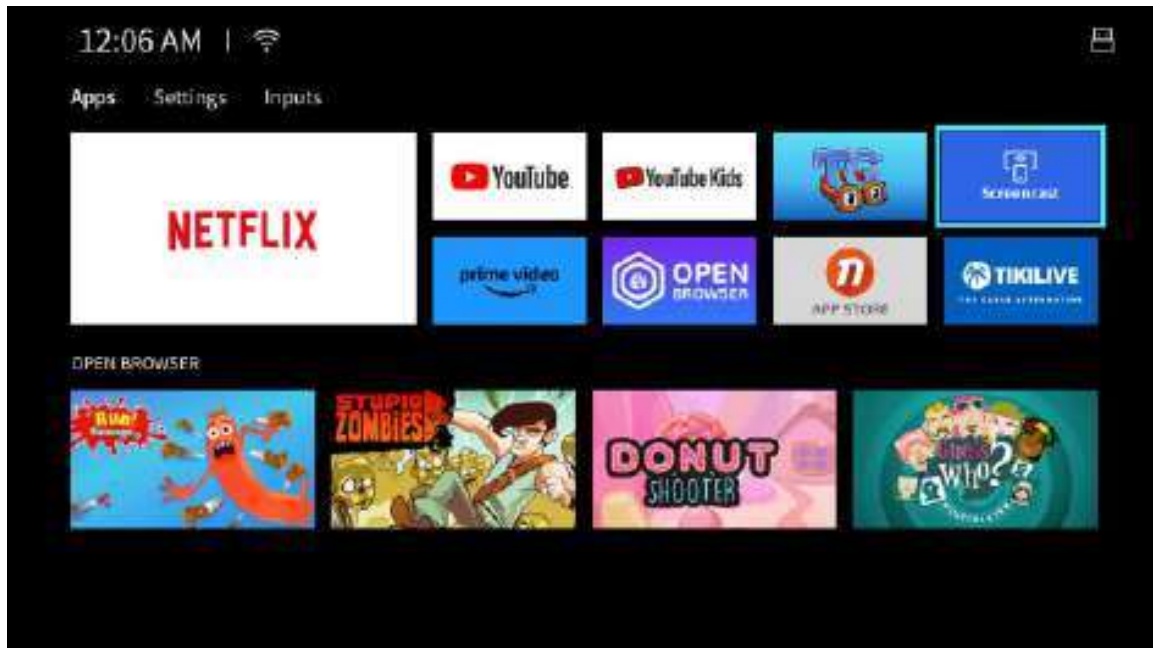 12:06 AM
Apps Settings Inputs
NETFLIX
YouTube
YouTube Kids
Screencast
prime video
OPEN
BROWSER
APP STORE
TIKILIVE
OPEN BROWSER
Run!
STUPID
ZOMBIES
DONUT
SHOOTER
WHO?